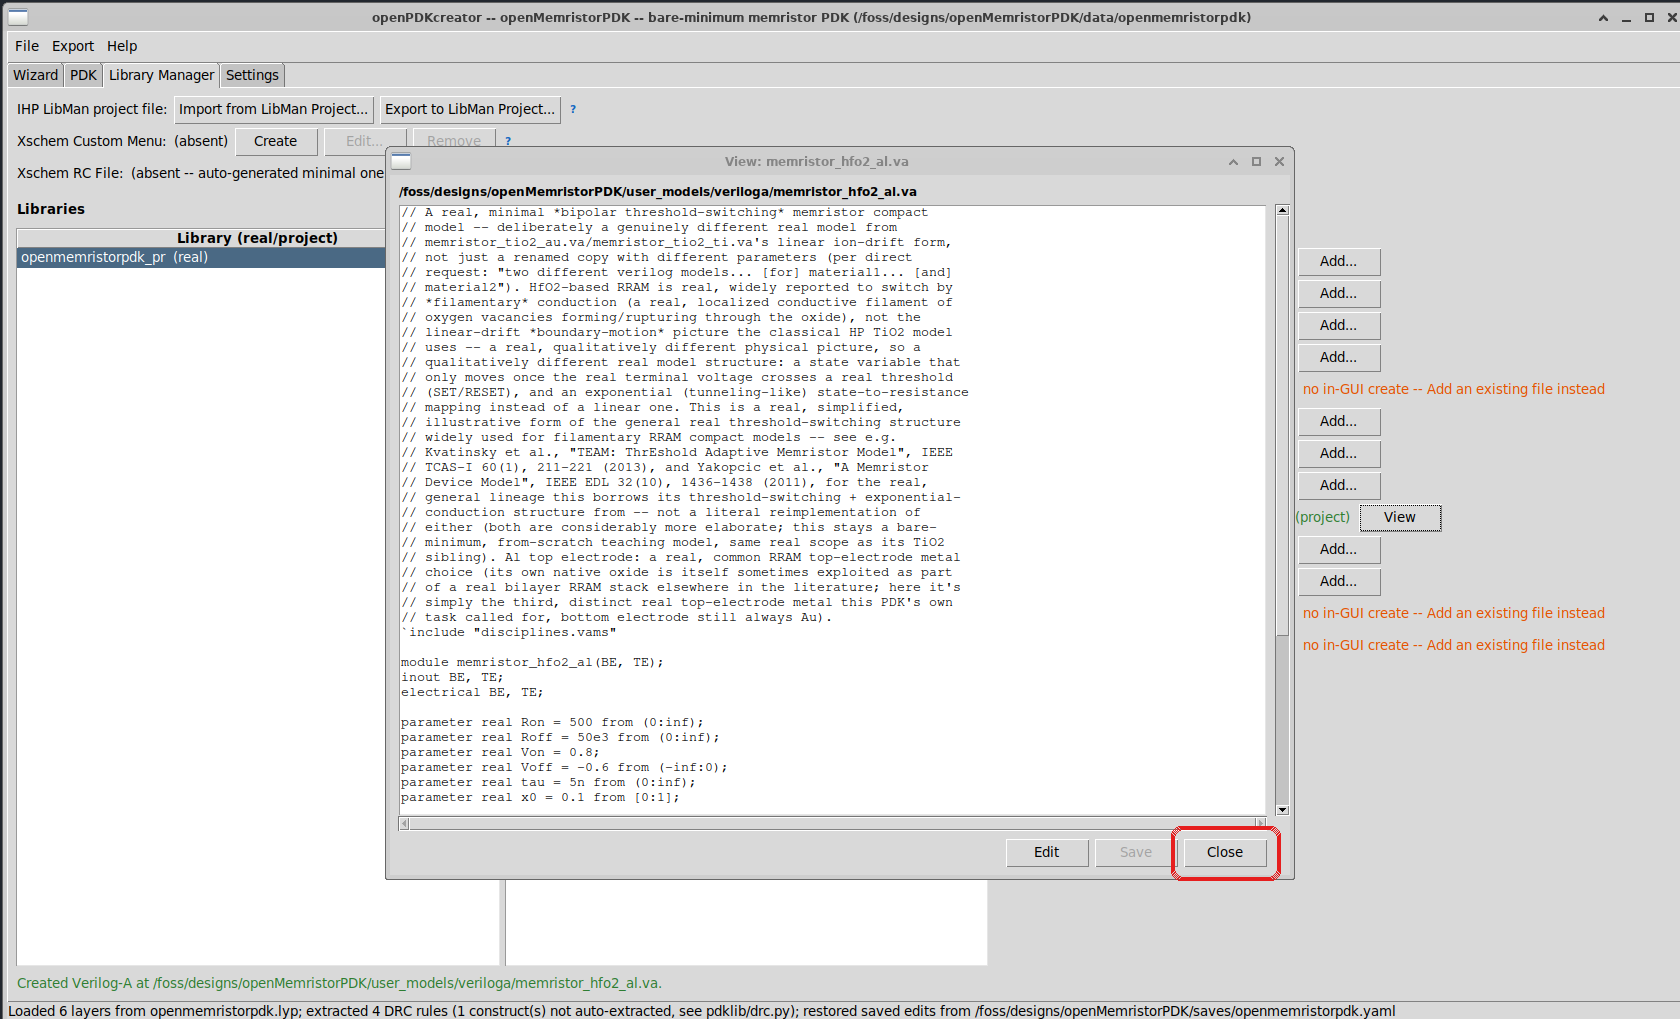 openPDKcreator -- openMemristorPDK -- bare-minimum memristor PDK (/foss/designs/openMemristorPDK/data/openmemristorpdk)
File Export Help
Wizard PDK Library Manager Settings
IHP LibMan project file: Import from LibMan Project... Export to LibMan Project... ?
Xschem Custom Menu: (absent) Create Edit... Remove ?
Xschem RC File: (absent -- auto-generated minimal one
Libraries
Library (real/project)
openmemristorpdk_pr (real)
View: memristor_hfo2_al.va
/foss/designs/openMemristorPDK/user_models/veriloga/memristor_hfo2_al.va
// A real, minimal *bipolar threshold-switching* memristor compact
// model -- deliberately a genuinely different real model from
// memristor_tio2_au.va/memristor_tio2_ti.va's linear ion-drift form,
// not just a renamed copy with different parameters (per direct
// request: "two different verilog models... [for] material1... [and]
// material2"). HfO2-based RRAM is real, widely reported to switch by
// *filamentary* conduction (a real, localized conductive filament of
// oxygen vacancies forming/rupturing through the oxide), not the
// linear-drift *boundary-motion* picture the classical HP TiO2 model
// uses -- a real, qualitatively different physical picture, so a
// qualitatively different real model structure: a state variable that
// only moves once the real terminal voltage crosses a real threshold
// (SET/RESET), and an exponential (tunneling-like) state-to-resistance
// mapping instead of a linear one. This is a real, simplified,
// illustrative form of the general real threshold-switching structure
// widely used for filamentary RRAM compact models -- see e.g.
// Kvatinsky et al., "TEAM: ThrEshold Adaptive Memristor Model", IEEE
// TCAS-I 60(1), 211-221 (2013), and Yakopcic et al., "A Memristor
// Device Model", IEEE EDL 32(10), 1436-1438 (2011), for the real,
// general lineage this borrows its threshold-switching + exponential-
// conduction structure from -- not a literal reimplementation of
// either (both are considerably more elaborate; this stays a bare-
// minimum, from-scratch teaching model, same real scope as its TiO2
// sibling). Al top electrode: a real, common RRAM top-electrode metal
// choice (its own native oxide is itself sometimes exploited as part
// of a real bilayer RRAM stack elsewhere in the literature; here it's
// simply the third, distinct real top-electrode metal this PDK's own
// task called for, bottom electrode still always Au).
`include "disciplines.vams"
module memristor_hfo2_al(BE, TE);
inout BE, TE;
electrical BE, TE;
parameter real Ron = 500 from (0:inf);
parameter real Roff = 50e3 from (0:inf);
parameter real Von = 0.8;
parameter real Voff = -0.6 from (-inf:0);
parameter real tau = 5n from (0:inf);
parameter real x0 = 0.1 from [0:1];
Edit Save Close
Add...
Add...
Add...
Add...
no in-GUI create -- Add an existing file instead
Add...
Add...
Add...
(project) View
Add...
Add...
no in-GUI create -- Add an existing file instead
no in-GUI create -- Add an existing file instead
Created Verilog-A at /foss/designs/openMemristorPDK/user_models/veriloga/memristor_hfo2_al.va.
Loaded 6 layers from openmemristorpdk.lyp; extracted 4 DRC rules (1 construct(s) not auto-extracted, see pdklib/drc.py); restored saved edits from /foss/designs/openMemristorPDK/saves/openmemristorpdk.yaml